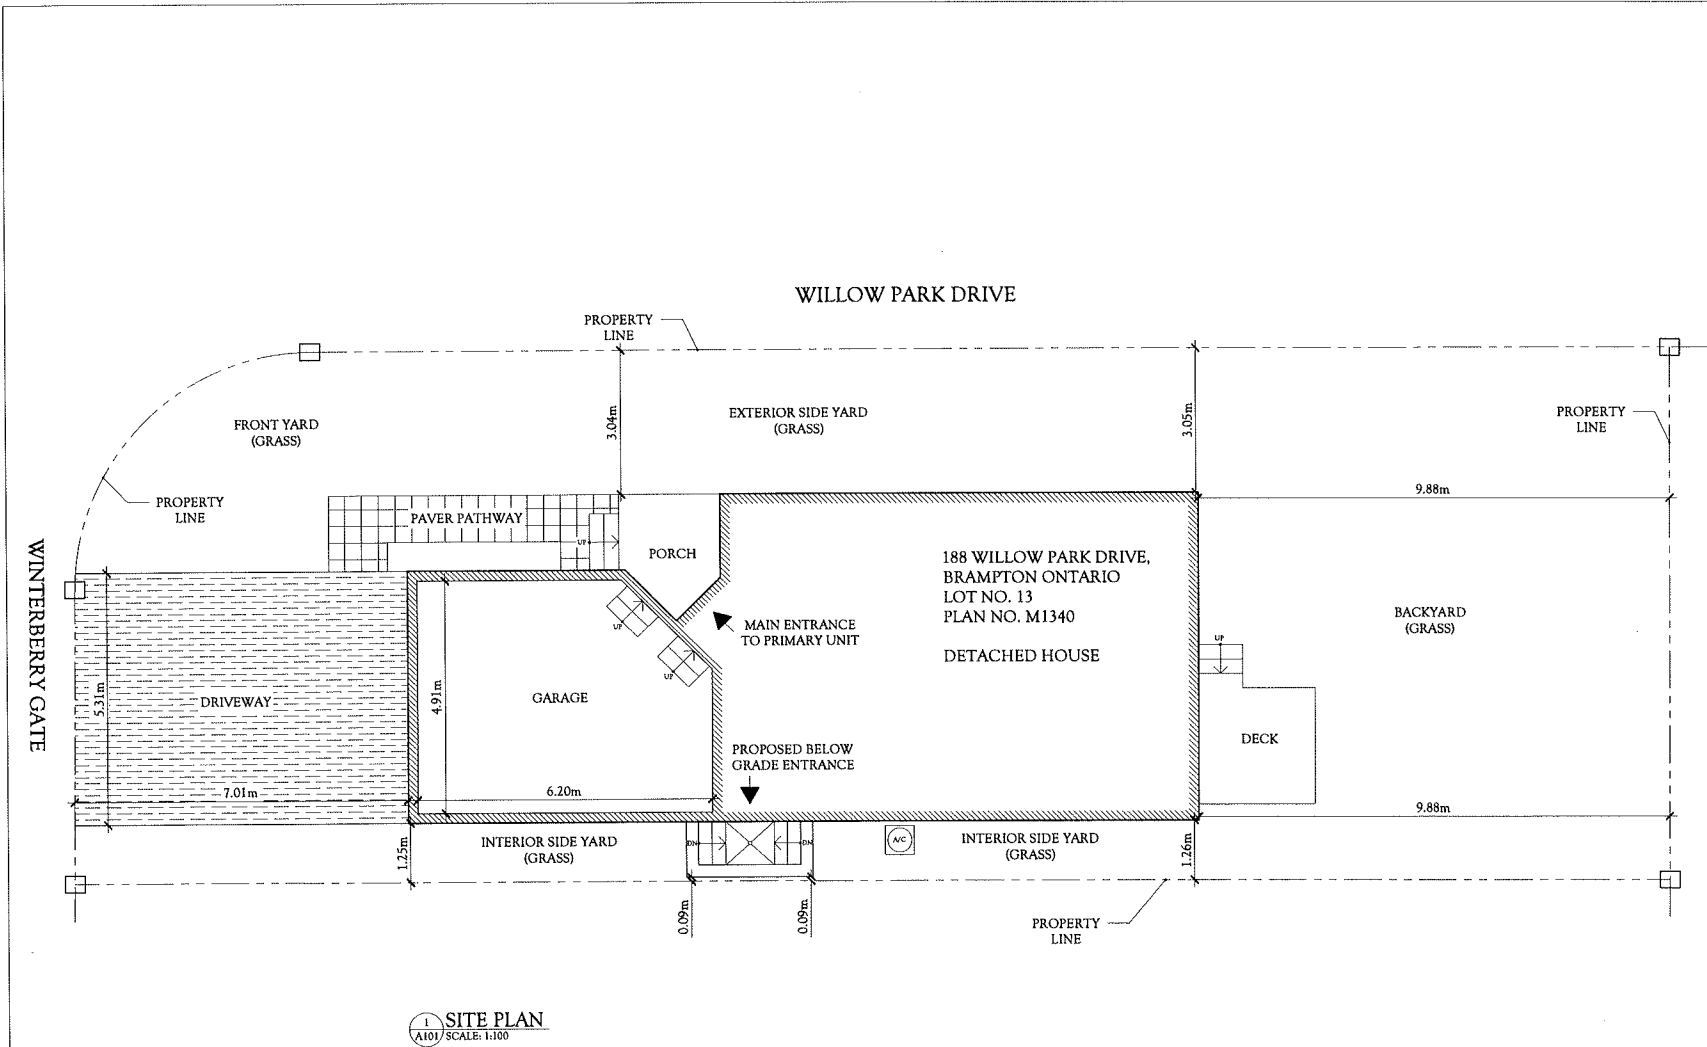 WILLOW PARK DRIVE
PROPERTY
LINE
FRONT YARD
(GRASS)
3.04m
EXTERIOR SIDE YARD
(GRASS)
3.05m
PROPERTY
LINE
PROPERTY
LINE
9.88m
PAVER PATHWAY
UP
PORCH
WINTERBERRY GATE
188 WILLOW PARK DRIVE,
BRAMPTON ONTARIO
LOT NO. 13
PLAN NO. M1340
DETACHED HOUSE
MAIN ENTRANCE
TO PRIMARY UNIT
BACKYARD
(GRASS)
UP
UP
UP
5.31m
DRIVEWAY
4.91m
GARAGE
DECK
PROPOSED BELOW
GRADE ENTRANCE
7.01m
6.20m
9.88m
1.25m
INTERIOR SIDE YARD
(GRASS)
DN
DN
A/C
INTERIOR SIDE YARD
(GRASS)
1.26m
0.09m
0.09m
PROPERTY
LINE
1
A101
SITE PLAN
SCALE: 1:100